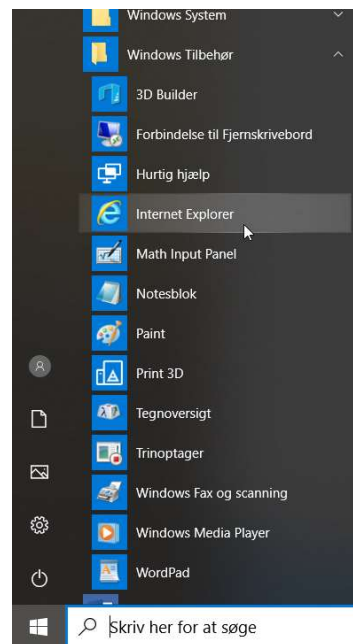 Windows System
Windows Tilbehør
3D Builder
Forbindelse til Fjernskrivebord
Hurtig hjælp
Internet Explorer
Math Input Panel
Notesblok
Paint
Print 3D
Tegnoversigt
Trinoptager
Windows Fax og scanning
Windows Media Player
WordPad
Skriv her for at søge